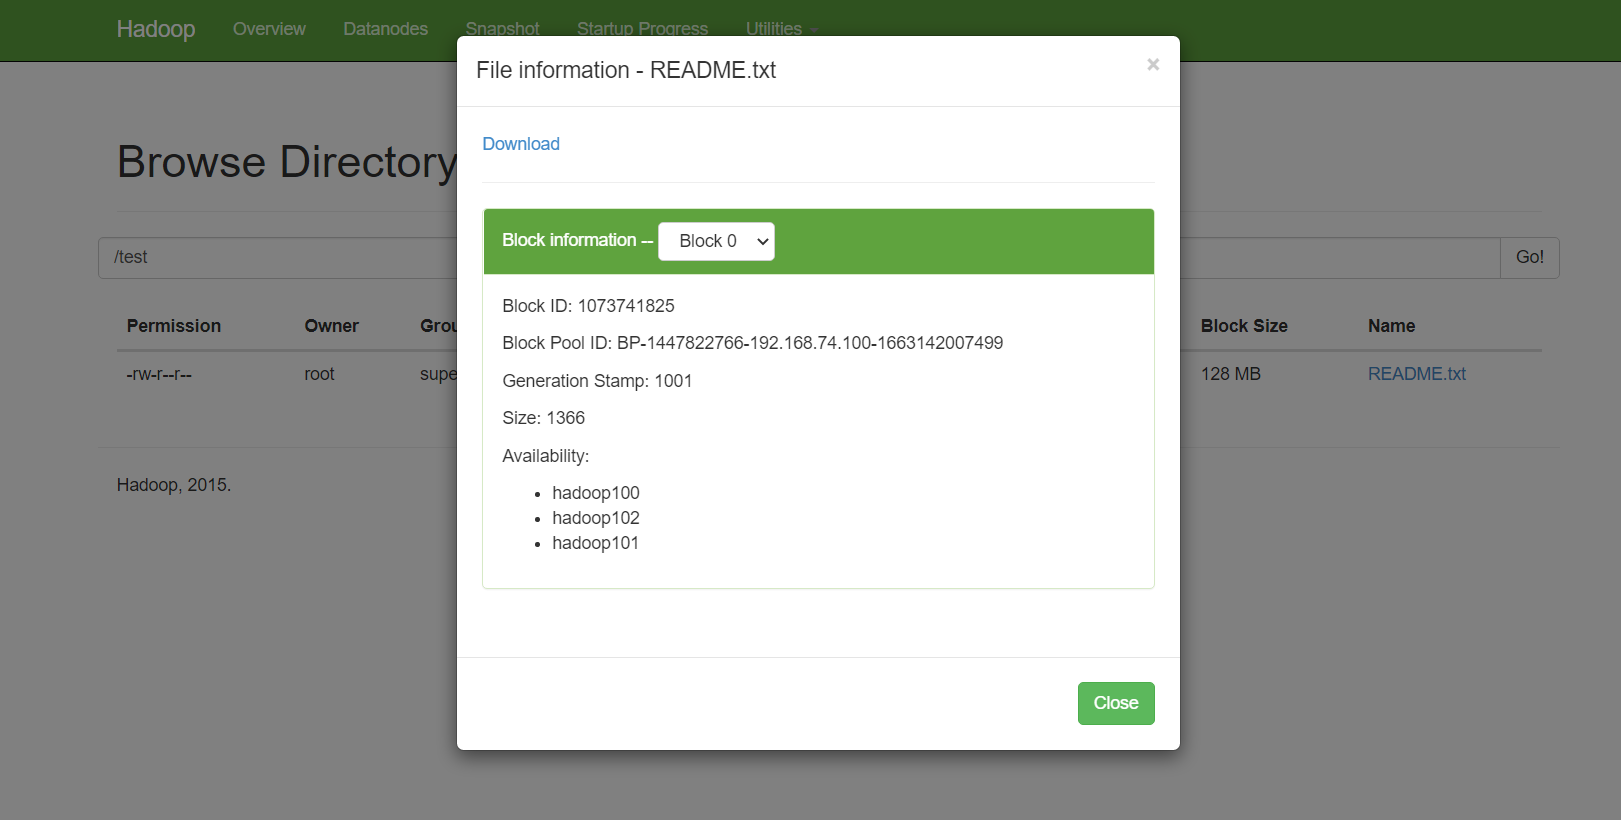 Hadoop Overview Datanodes Snapshot Startup Progress Utilities
File information - README.txt ×
Download
Browse Directory
Block information -- Block 0
/test Go!
Block ID: 1073741825
Permission Owner Block Size Name
Block Pool ID: BP-1447822766-192.168.74.100-1663142007499
-rw-r--r-- root 128 MB README.txt
Generation Stamp: 1001
Size: 1366
Availability:
Hadoop, 2015.
• hadoop100
• hadoop102
• hadoop101
Close